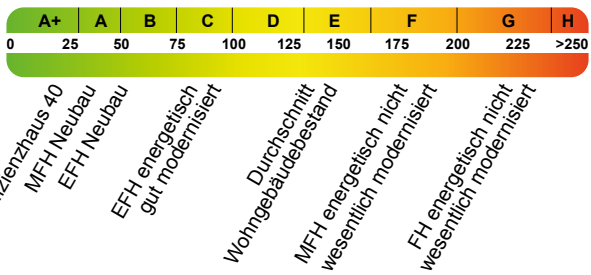 A+ A B C D E F G H
0 25 50 75 100 125 150 175 200 225 >250
40
MFH Neubau
EFH Neubau
EFH energetisch
gut modernisiert
Durchschnitt
Wohngebäudebestand
MFH energetisch nicht
wesentlich modernisiert
FH energetisch nicht
wesentlich modernisiert